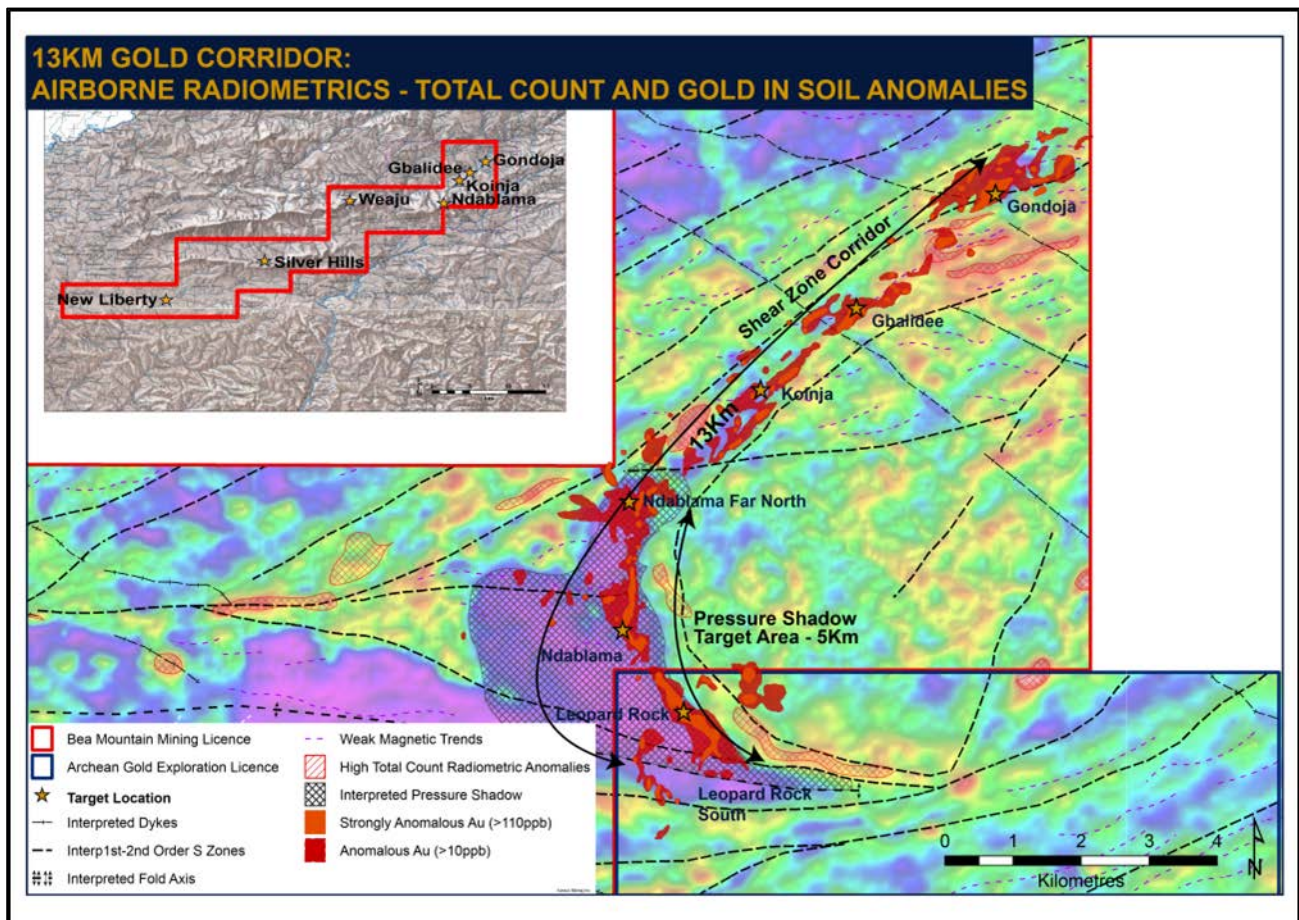 13KM GOLD CORRIDOR:
AIRBORNE RADIOMETRICS - TOTAL COUNT AND GOLD IN SOIL ANOMALIES
Gbalidee
Gondoja
Koinja
Ndablama
Weaju
Silver Hills
New Liberty
Gondoja
Shear Zone Corridor
Gbalidee
Koinja
13Km
Ndablama Far North
Pressure Shadow
Target Area - 5Km
Ndablama
Leopard Rock
Leopard Rock
South
Bea Mountain Mining Licence
Archean Gold Exploration Licence
Target Location
Interpreted Dykes
Interp1st-2nd Order S Zones
Interpreted Fold Axis
Weak Magnetic Trends
High Total Count Radiometric Anomalies
Interpreted Pressure Shadow
Strongly Anomalous Au (>110ppb)
Anomalous Au (>10ppb)
0 1 2 3 4
Kilometres
N